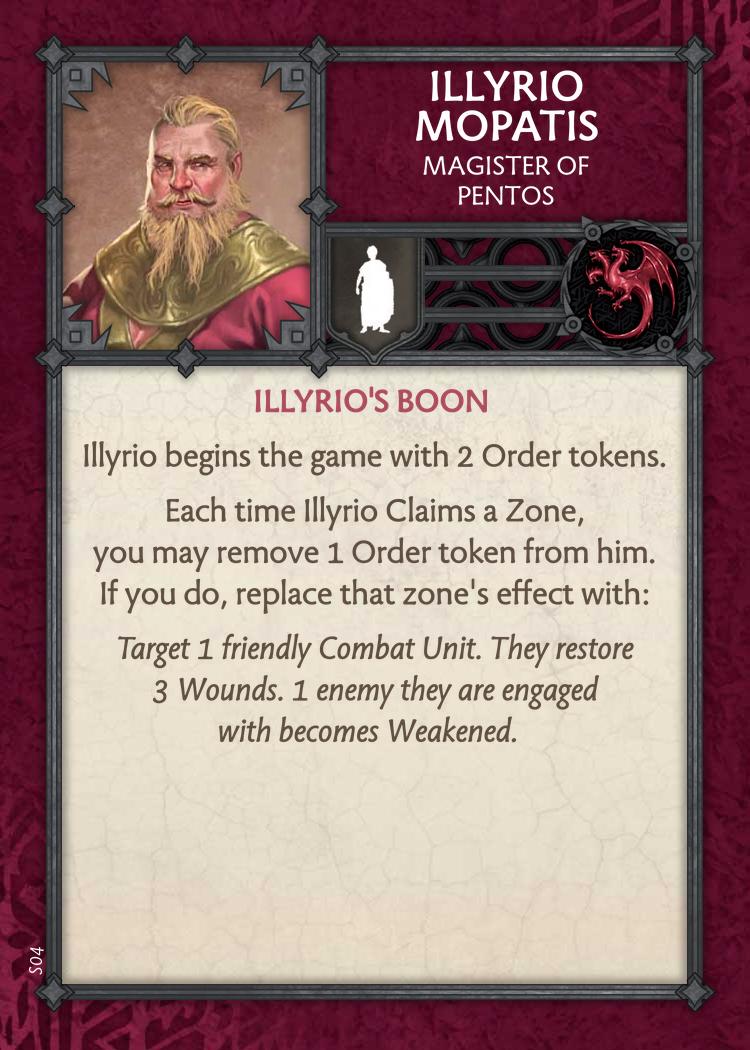 ILLYRIO
MOPATIS
MAGISTER OF
PENTOS
ILLYRIO'S BOON
Illyrio begins the game with 2 Order tokens.
Each time Illyrio Claims a Zone,
you may remove 1 Order token from him.
If you do, replace that zone's effect with:
Target 1 friendly Combat Unit. They restore
3 Wounds. 1 enemy they are engaged
with becomes Weakened.
S04